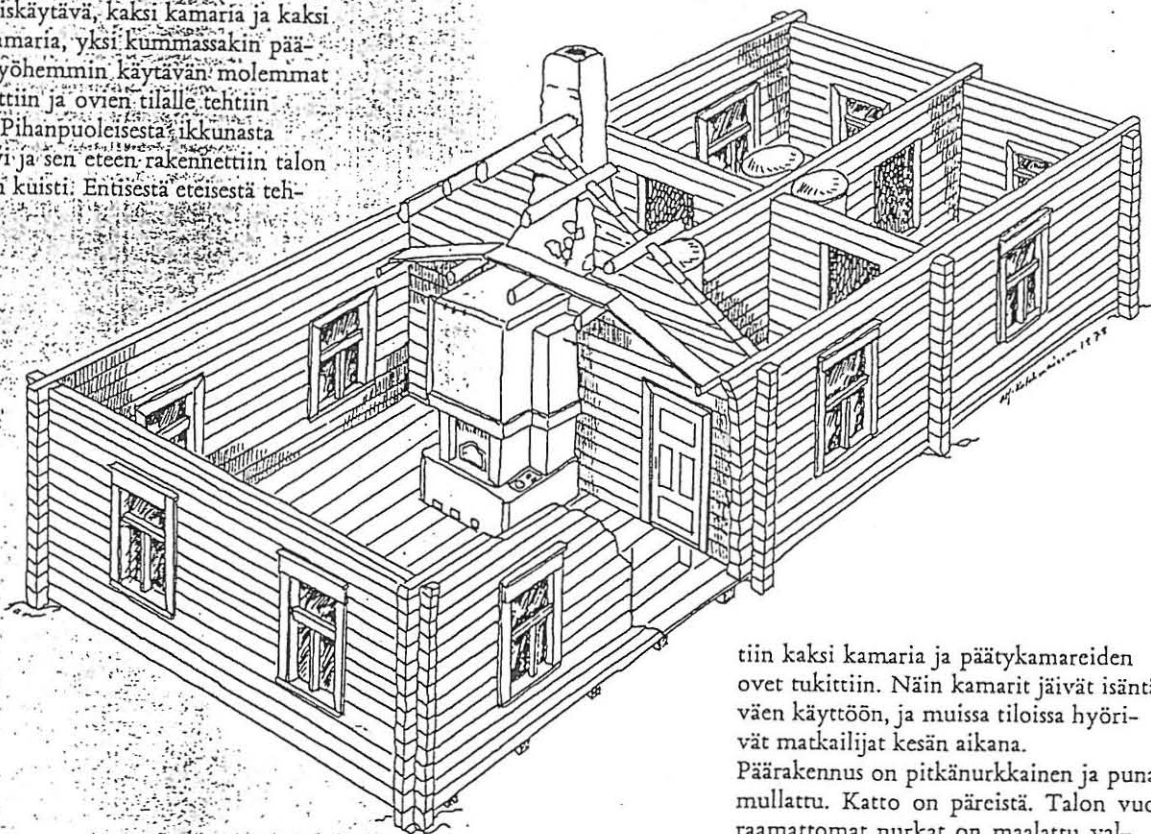 iskäytävä, kaksi kamaria ja kaksi
amaria, yksi kummassakin pää-
yöhemmin käytävän molemmat
ttiin ja ovien tilalle tehtiin
Pihanpuoleisesta ikkunasta
vi ja sen eteen rakennettiin talon
n kuisti. Entisestä eteisestä teh-
tiin kaksi kamaria ja päätykamareiden
ovet tukittiin. Näin kamarit jäivät isäntä
väen käyttöön, ja muissa tiloissa hyöri-
vät matkailijat kesän aikana.
Päärakennus on pitkänurkkainen ja puna
mullattu. Katto on päreistä. Talon vuo
raamattomat nurkat on maalattu val-